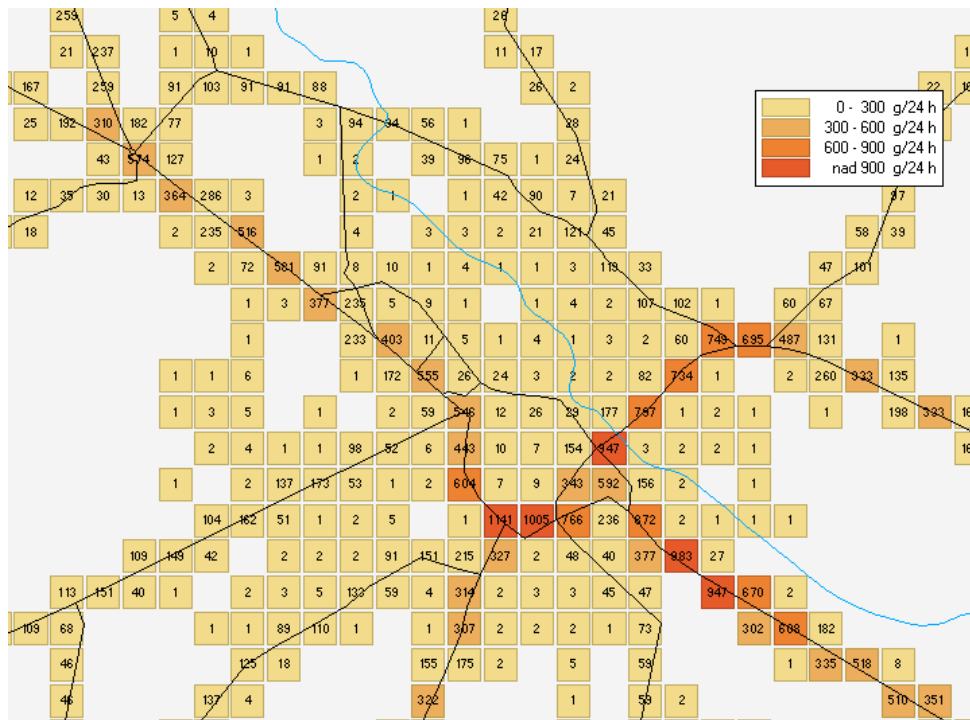 259 5 4 26
21 237 1 10 1 11 17
167 259 91 103 91 91 88 26 2 22
0 - 300 g/24 h
25 192 310 182 77 3 94 94 56 1 28
300 - 600 g/24 h
600 - 900 g/24 h
43 574 127 1 2 39 96 75 1 24
nad 900 g/24 h
12 35 30 13 364 286 3 2 1 1 42 90 7 21 97
18 2 235 516 4 3 3 2 21 121 45 58 39
2 72 581 91 8 10 1 4 1 1 3 119 33 47 101
1 3 377 235 5 9 1 1 4 2 107 102 1 60 67
1 233 403 11 5 1 4 1 3 2 60 749 695 487 131 1
1 1 6 1 172 555 26 24 3 2 2 82 734 1 2 260 333 135
1 3 5 1 2 59 546 12 26 29 177 797 1 2 1 1 198 333
2 4 1 1 98 52 6 443 10 7 154 947 3 2 2 1
1 2 137 173 53 1 2 604 7 9 343 592 156 2 1
104 162 51 1 2 5 1 1141 1005 766 236 672 2 1 1 1
109 149 42 2 2 2 91 151 215 327 2 48 40 377 983 27
113 151 40 1 2 3 5 133 59 4 314 2 3 3 45 47 947 670 2
109 68 1 1 89 110 1 1 307 2 2 2 1 73 302 608 182
46 125 18 155 175 2 5 59 1 335 518 8
46 137 4 322 1 59 2 510 351